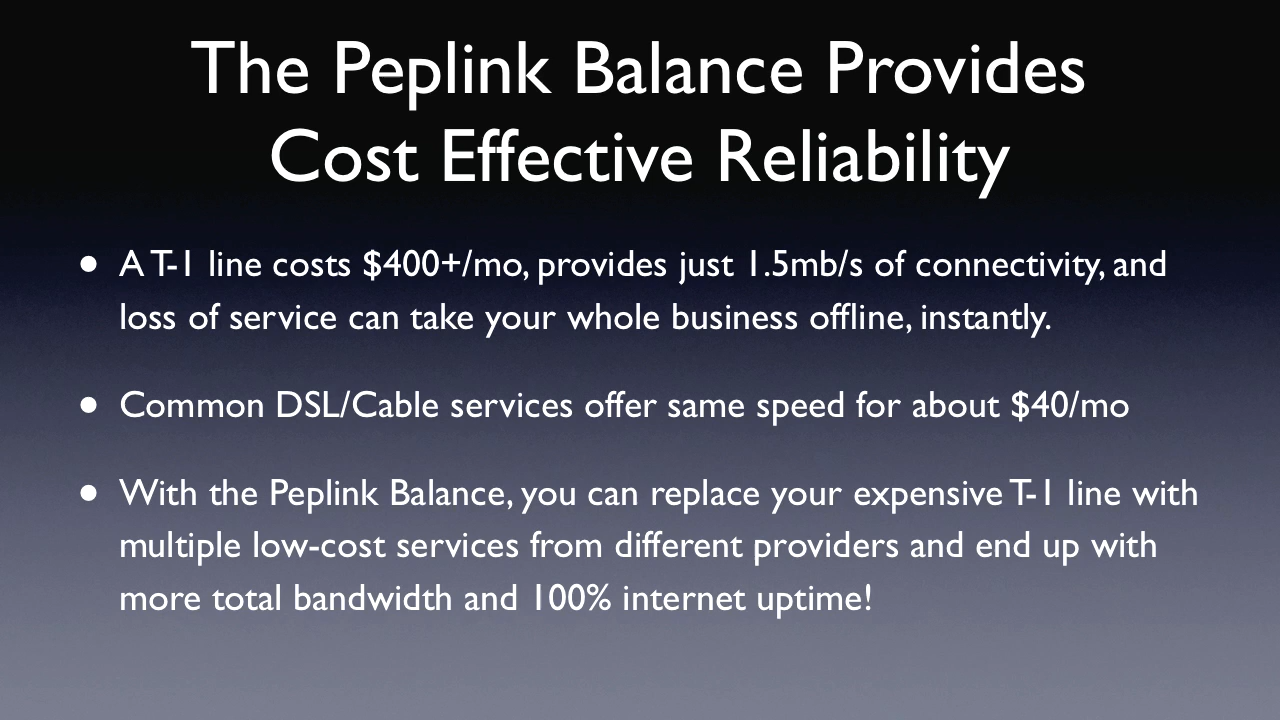 The Peplink Balance Provides
Cost Effective Reliability
• A T-1 line costs $400+/mo, provides just 1.5mb/s of connectivity, and
loss of service can take your whole business offline, instantly.
• Common DSL/Cable services offer same speed for about $40/mo
• With the Peplink Balance, you can replace your expensive T-1 line with
multiple low-cost services from different providers and end up with
more total bandwidth and 100% internet uptime!